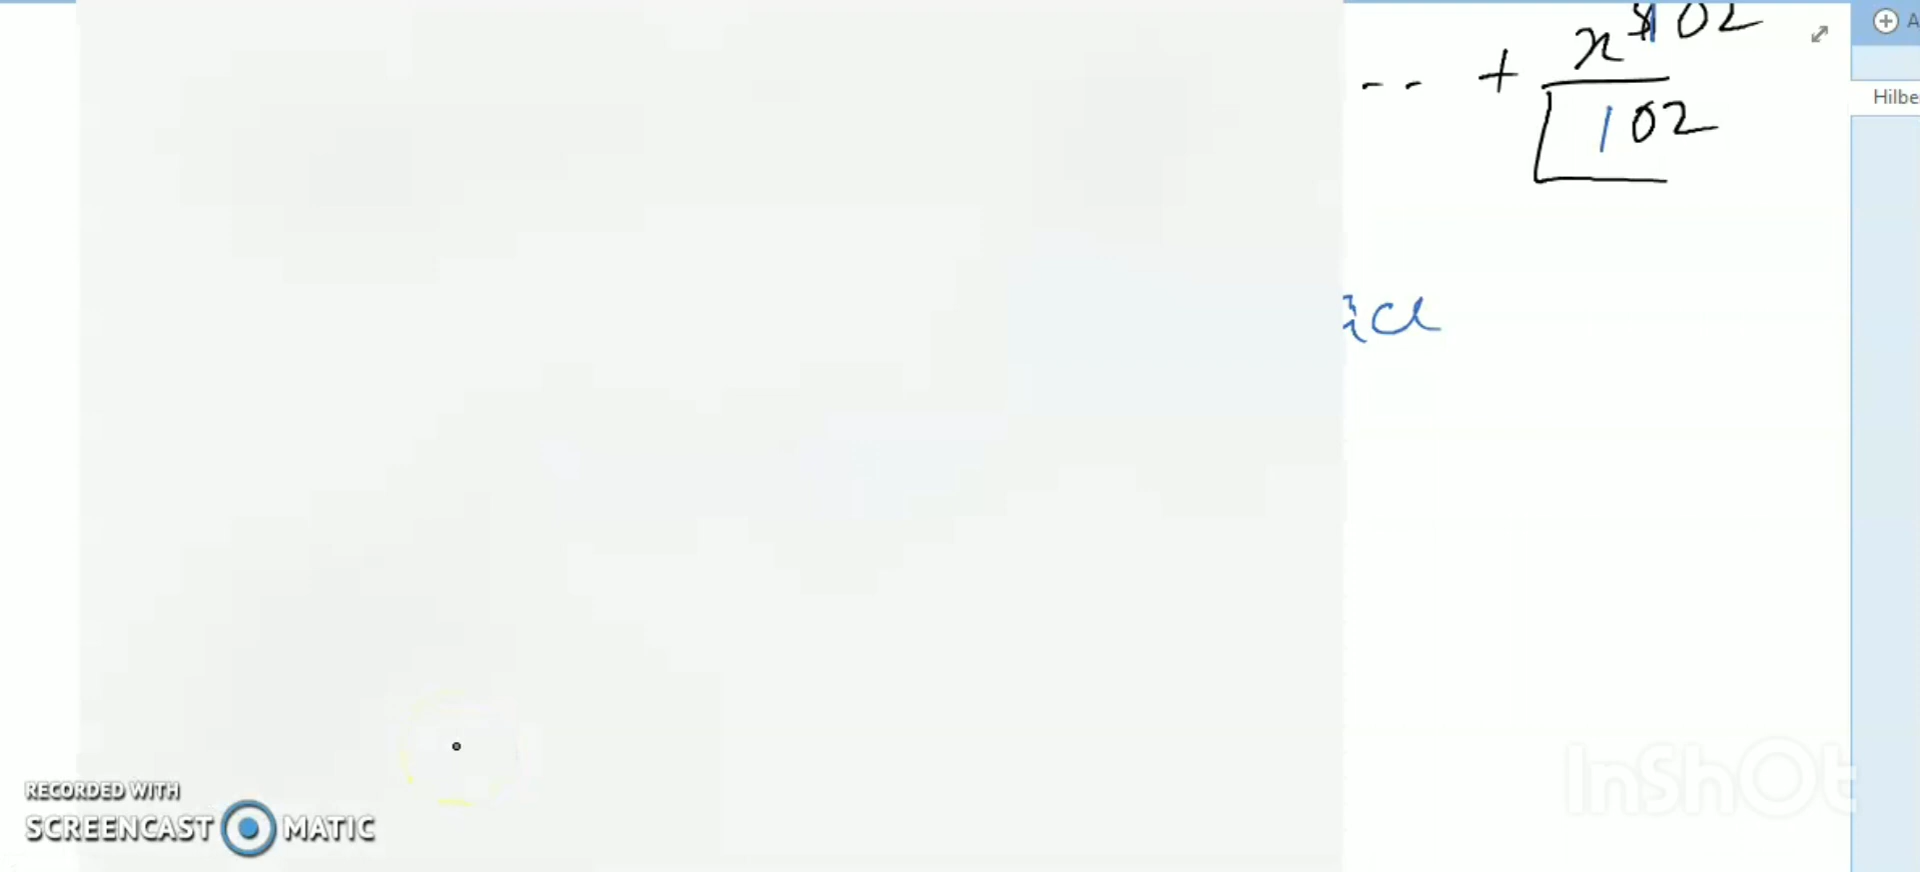 -- + x^102
102
A
Hilbe
RECORDED WITH
SCREENCAST MATIC
InShOt